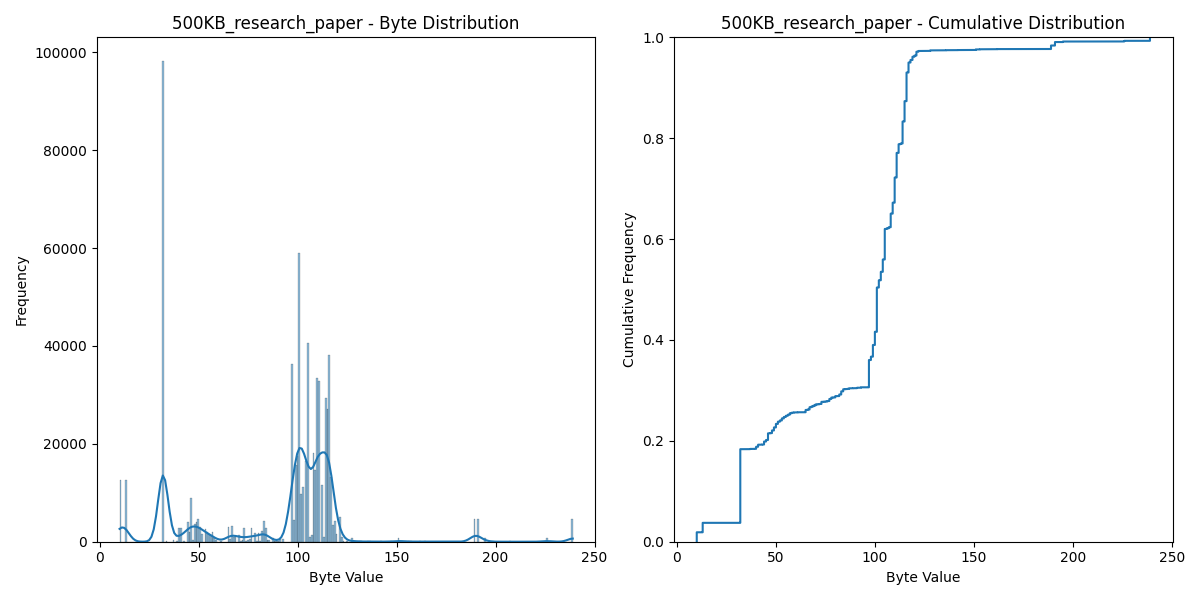 500KB_research_paper - Byte Distribution
100000
80000
60000
40000
20000
0
Frequency
0 50 100 150 200 250
Byte Value
500KB_research_paper - Cumulative Distribution
1.0
0.8
0.6
0.4
0.2
0.0
Cumulative Frequency
0 50 100 150 200 250
Byte Value